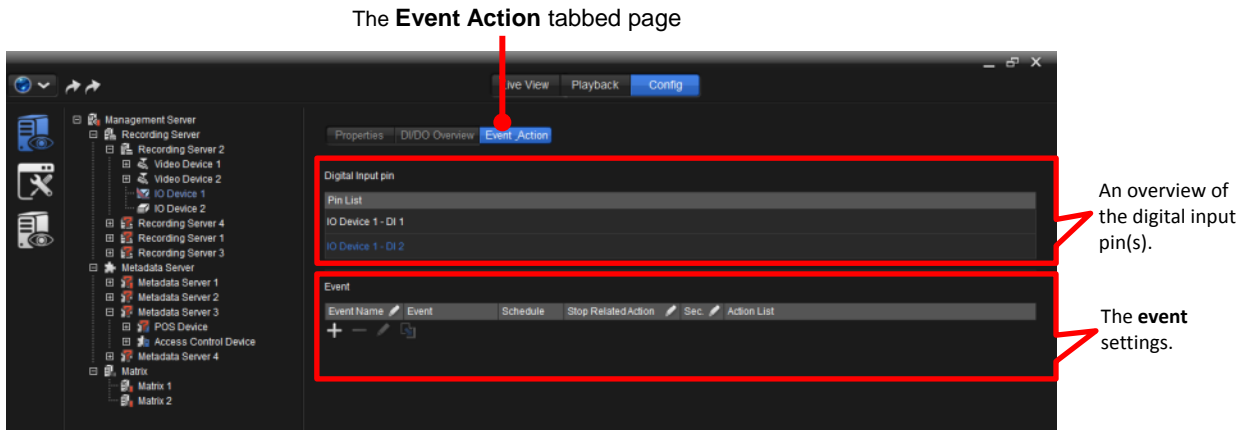 The Event Action tabbed page
Live View Playback Config
Management Server
Recording Server
Recording Server 2
Video Device 1
Video Device 2
IO Device 1
IO Device 2
Recording Server 4
Recording Server 1
Recording Server 3
Metadata Server
Metadata Server 1
Metadata Server 2
Metadata Server 3
POS Device
Access Control Device
Metadata Server 4
Matrix
Matrix 1
Matrix 2
Properties DI/DO Overview Event_Action
Digital Input pin
Pin List
IO Device 1 - DI 1
IO Device 1 - DI 2
Event
Event Name Event Schedule Stop Related Action Sec. Action List
An overview of
the digital input
pin(s).
The event
settings.